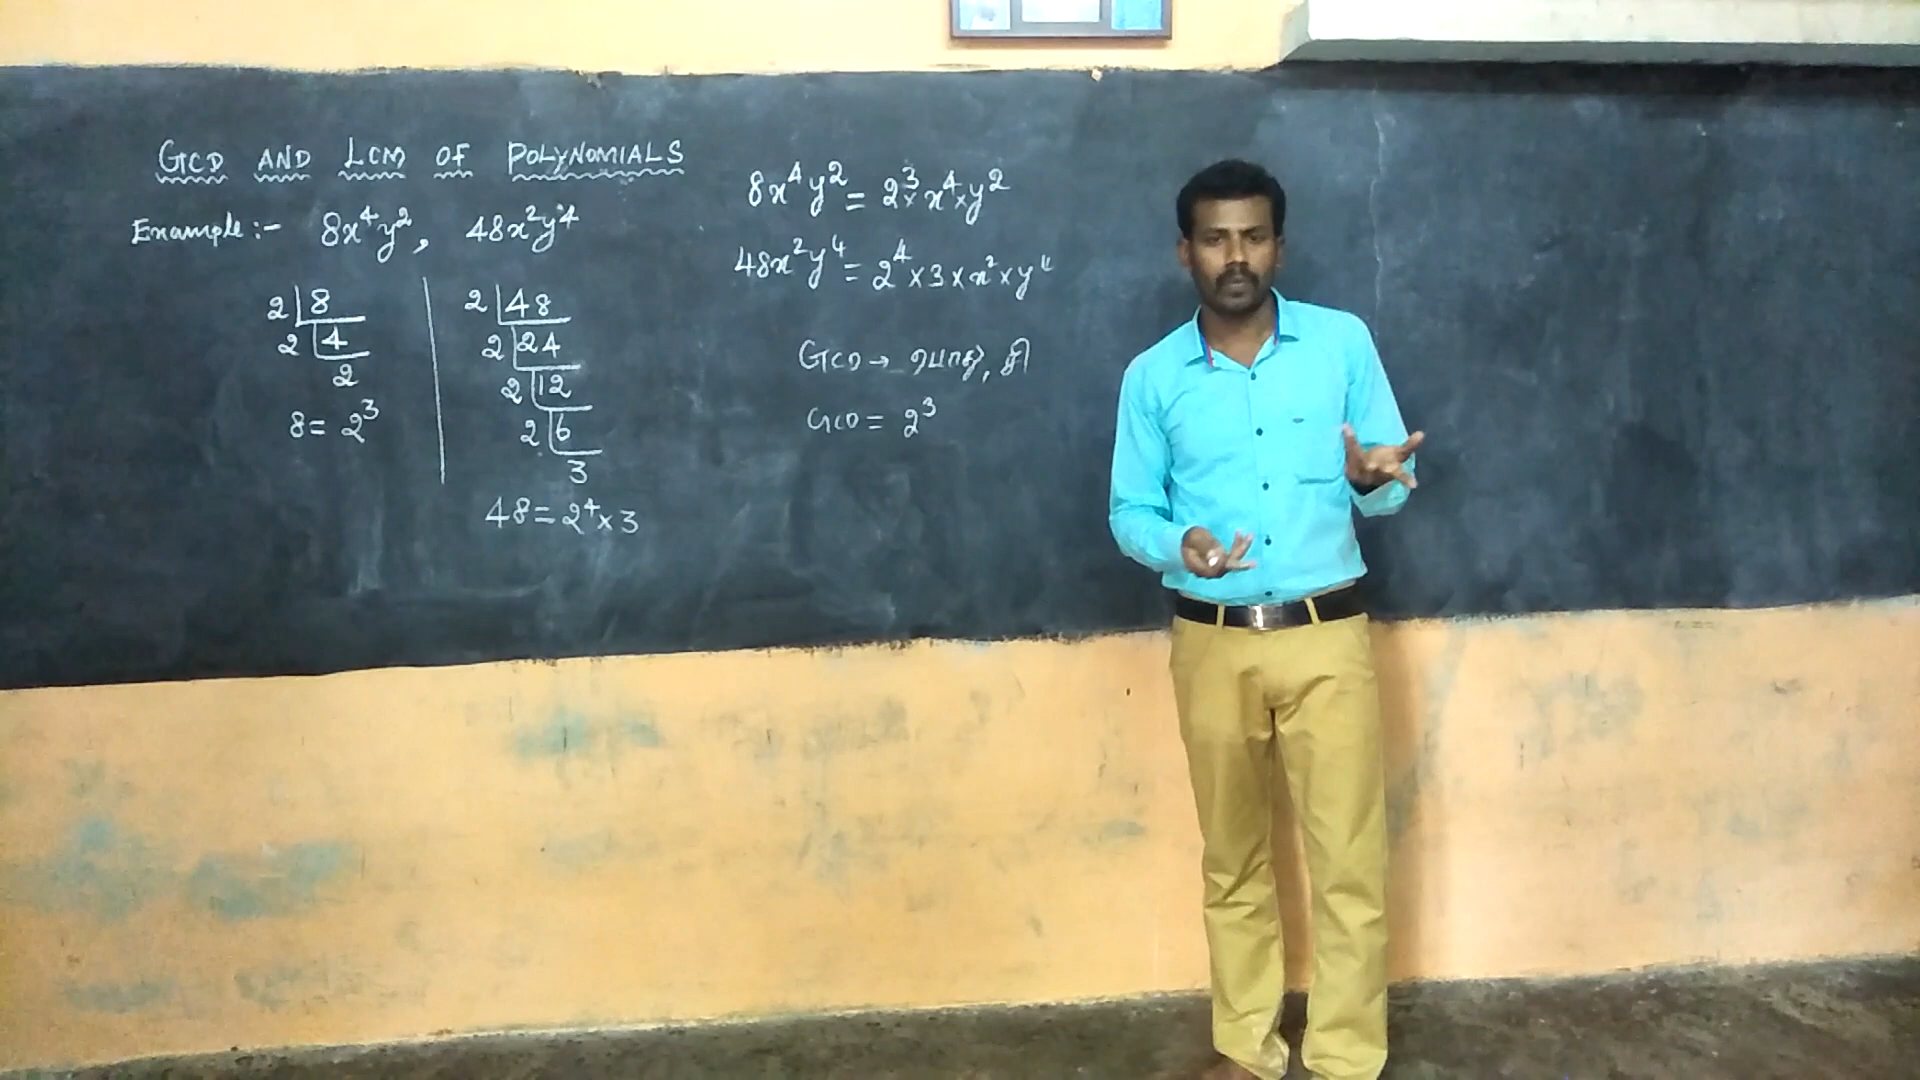 GCD AND LCM OF POLYNOMIALS
Example :- 8x⁴y², 48x²y⁴
2 | 8
2 | 4
2
8 = 2³
2 | 48
2 | 24
2 | 12
2 | 6
3
48 = 2⁴ × 3
8x⁴y² = 2³ × x⁴ × y²
48x²y⁴ = 2⁴ × 3 × x² × y⁴
GCD → பொது, சி
GCD = 2³